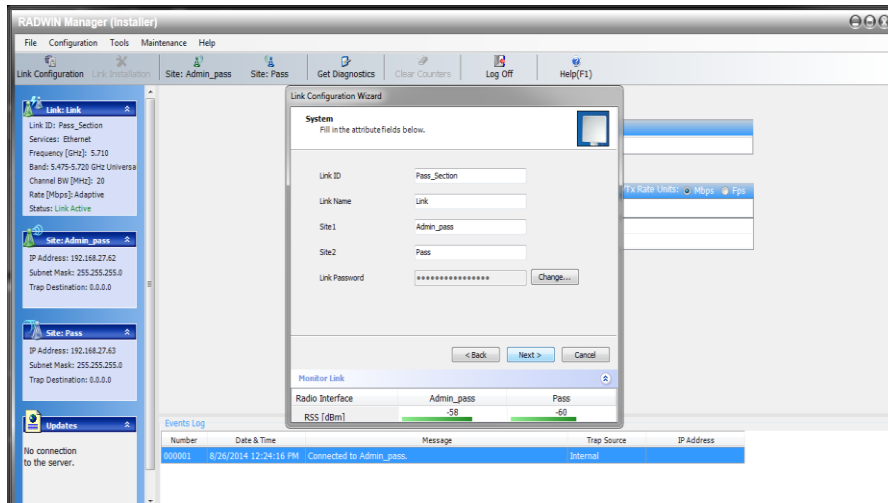 RADWIN Manager (Installer)
File Configuration Tools Maintenance Help
Link Configuration Link Installation Site: Admin_pass Site: Pass Get Diagnostics Clear Counters Log Off Help(F1)
Link: Link
Link ID: Pass_Section
Services: Ethernet
Frequency [GHz]: 5.710
Band: 5.475-5.720 GHz Universa
Channel BW [MHz]: 20
Rate [Mbps]: Adaptive
Status: Link Active
Site: Admin_pass
IP Address: 192.168.27.62
Subnet Mask: 255.255.255.0
Trap Destination: 0.0.0.0
Site: Pass
IP Address: 192.168.27.63
Subnet Mask: 255.255.255.0
Trap Destination: 0.0.0.0
Updates
No connection
to the server.
Link Configuration Wizard
System
Fill in the attribute fields below.
Link ID Pass_Section
Link Name Link
Site1 Admin_pass
Site2 Pass
Link Password •••••••••••••••• Change...
< Back Next > Cancel
Monitor Link
Radio Interface Admin_pass Pass
RSS [dBm] -58 -60
Tx Rate Units: Mbps Fps
Events Log
Number Date & Time Message Trap Source IP Address
000001 8/26/2014 12:24:16 PM Connected to Admin_pass. Internal